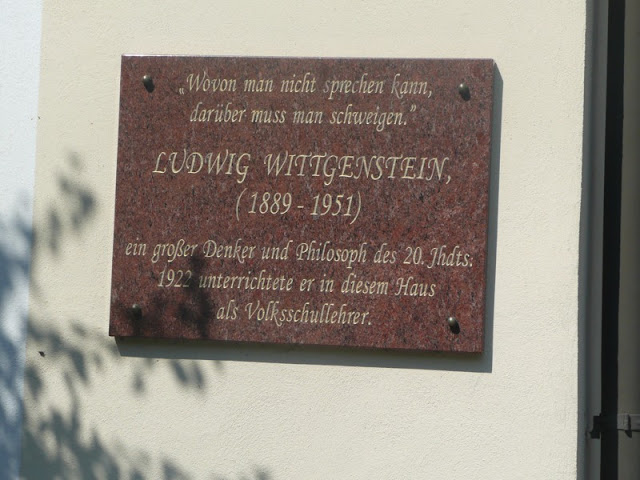 „Wovon man nicht sprechen kann,
darüber muss man schweigen.”
LUDWIG WITTGENSTEIN,
(1889 - 1951)
ein großer Denker und Philosoph des 20. Jhdts.
1922 unterrichtete er in diesem Haus
als Volksschullehrer.